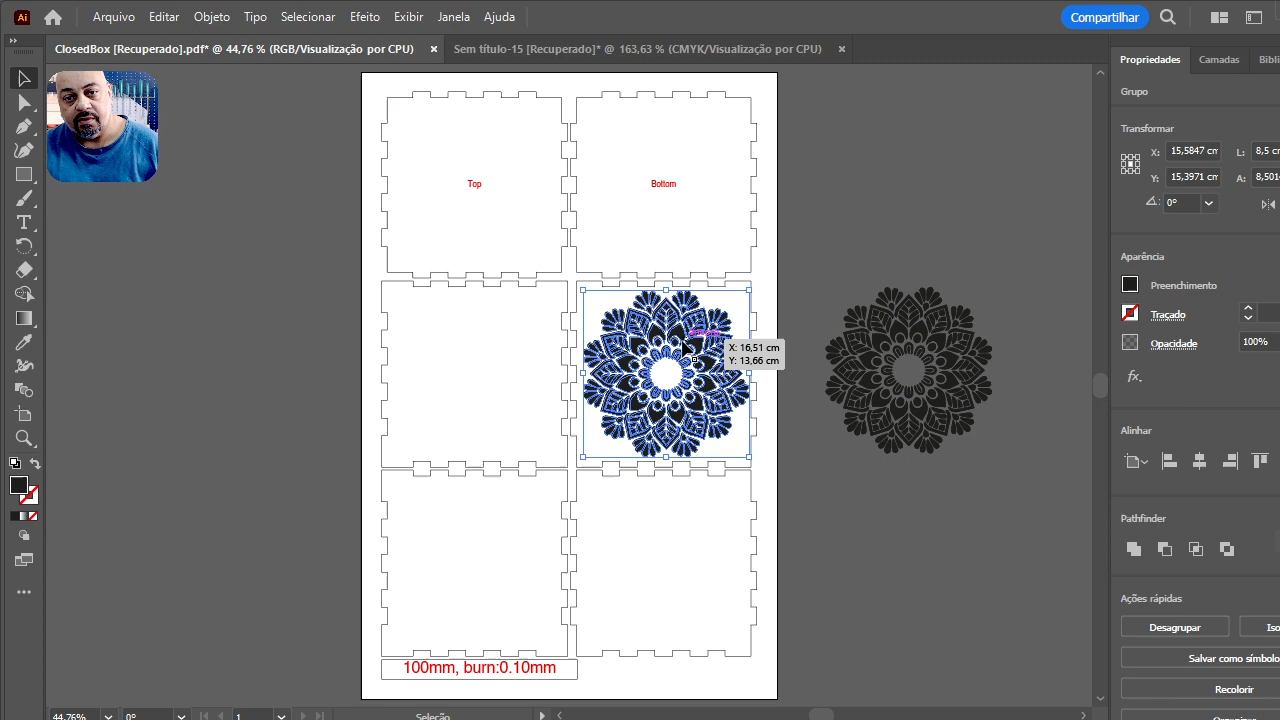 Ai Arquivo Editar Objeto Tipo Selecionar Efeito Exibir Janela Ajuda Compartilhar
ClosedBox [Recuperado].pdf* @ 44,76 % (RGB/Visualização por CPU) × Sem título-15 [Recuperado]* @ 163,63 % (CMYK/Visualização por CPU) ×
Propriedades Camadas Bibli
Grupo
Transformar
X: 15,5847 cm L: 8,5 cm
Y: 15,3971 cm A: 8,501
0°
Aparência
Preenchimento
Traçado
Opacidade 100%
fx.
Alinhar
Pathfinder
Ações rápidas
Desagrupar Iso
Salvar como símbolo
Recolorir
Top
Bottom
X: 16,51 cm
Y: 13,66 cm
100mm, burn:0.10mm
44,76% 0° 1 Seleção